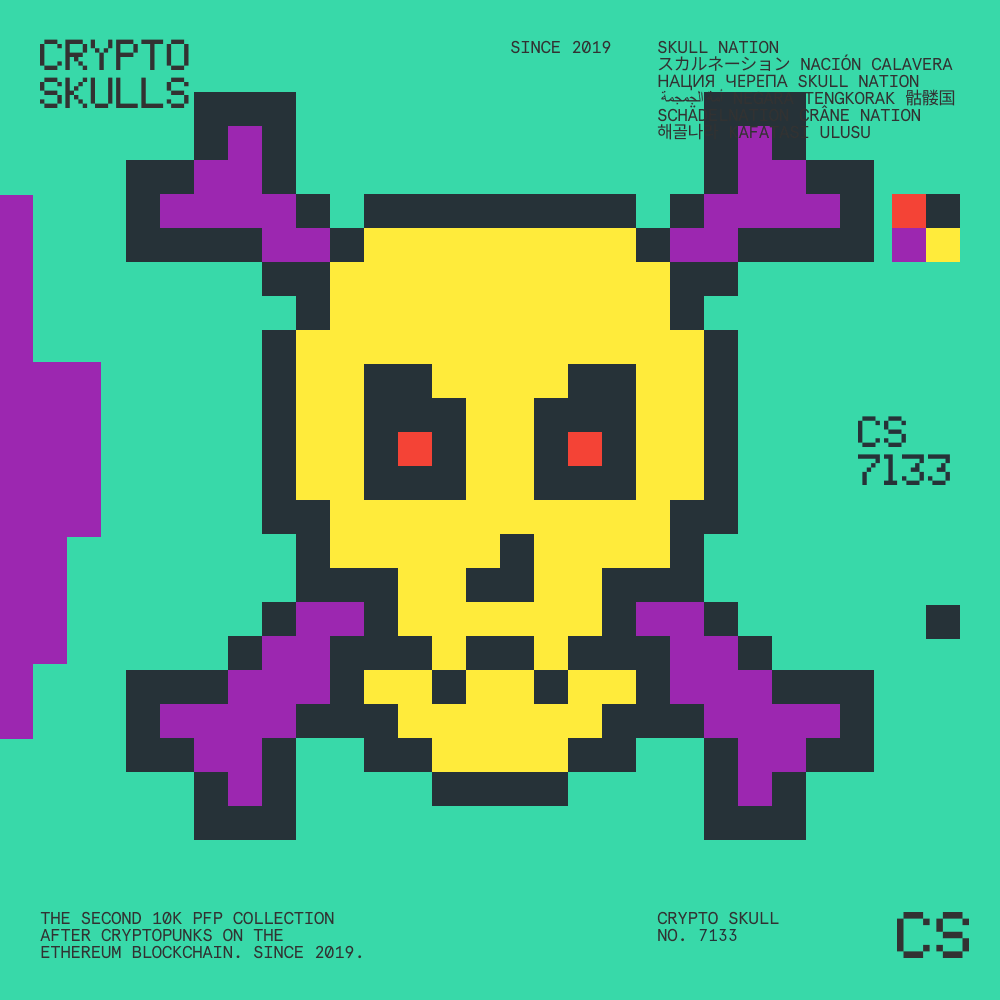 CRYPTO
SKULLS
SINCE 2019
SKULL NATION
スカルネーション NACIÓN CALAVERA
НАЦИЯ ЧЕРЕПА SKULL NATION
الجمجمة TENGKORAK 骷髅国
CRÂNE NATION
해골나 ULUSU
CS
7133
THE SECOND 10K PFP COLLECTION
AFTER CRYPTOPUNKS ON THE
ETHEREUM BLOCKCHAIN. SINCE 2019.
CRYPTO SKULL
NO. 7133
CS